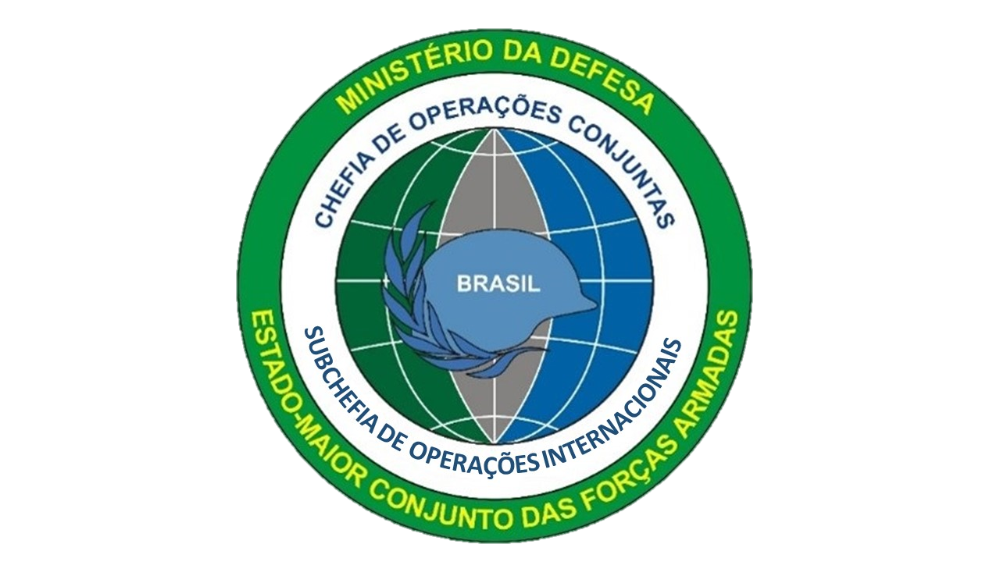 MINISTÉRIO DA DEFESA
CHEFIA DE OPERAÇÕES CONJUNTAS
BRASIL
SUBCHEFIA DE OPERAÇÕES INTERNACIONAIS
ESTADO-MAIOR CONJUNTO DAS FORÇAS ARMADAS